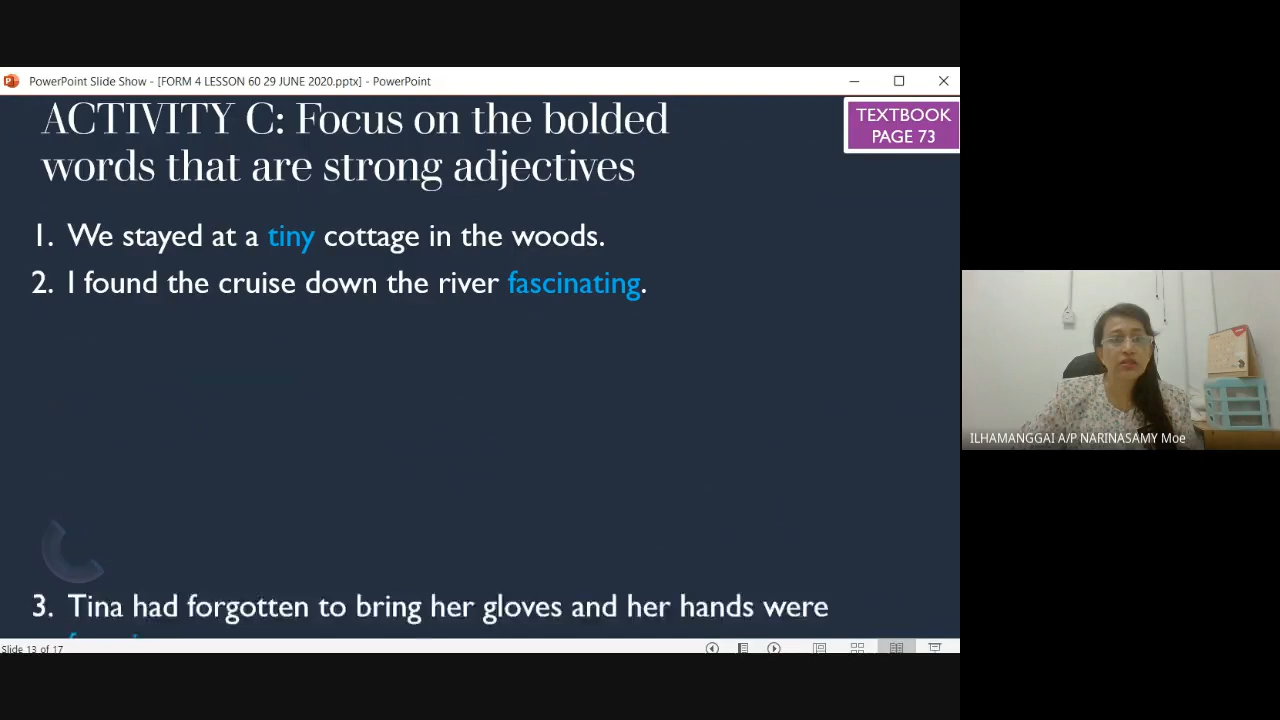 PowerPoint Slide Show - [FORM 4 LESSON 60 29 JUNE 2020.pptx] - PowerPoint
ACTIVITY C: Focus on the bolded
words that are strong adjectives
TEXTBOOK
PAGE 73
1. We stayed at a tiny cottage in the woods.
2. I found the cruise down the river fascinating.
3. Tina had forgotten to bring her gloves and her hands were
Slide 13 of 17
ILHAMANGGAI A/P NARINASAMY Moe